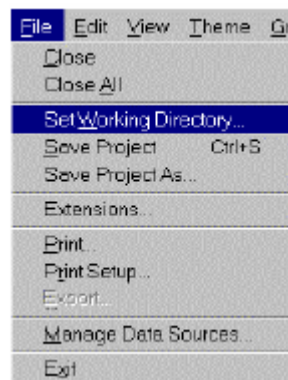 File Edit View Theme
Close
Close All
Set Working Directory...
Save Project Ctrl+S
Save Project As...
Extensions...
Print...
Print Setup...
Export...
Manage Data Sources...
Exit